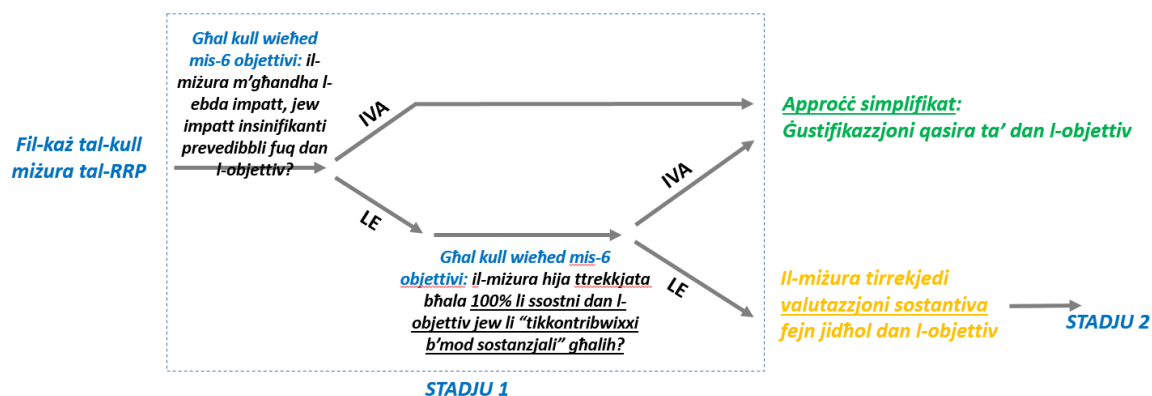 Fil-każ tal-kull
miżura tal-RRP
Għal kull wieħed
mis-6 objettivi: il-
miżura m'għandha l-
ebda impatt, jew
impatt insinifikanti
prevedibbli fuq dan
l-objettiv?
IVA
LE
Għal kull wieħed mis-6
objettivi: il-miżura hija ttrekkjata
bħala 100% li ssostni dan l-
objettiv jew li “tikkontribwixxi
b’mod sostanzjali” għalih?
IVA
LE
Approċċ simplifikat:
Ġustifikazzjoni qasira ta’ dan l-objettiv
Il-miżura tirrekjedi
valutazzjoni sostantiva
fejn jidħol dan l-objettiv
STADJU 2
STADJU 1